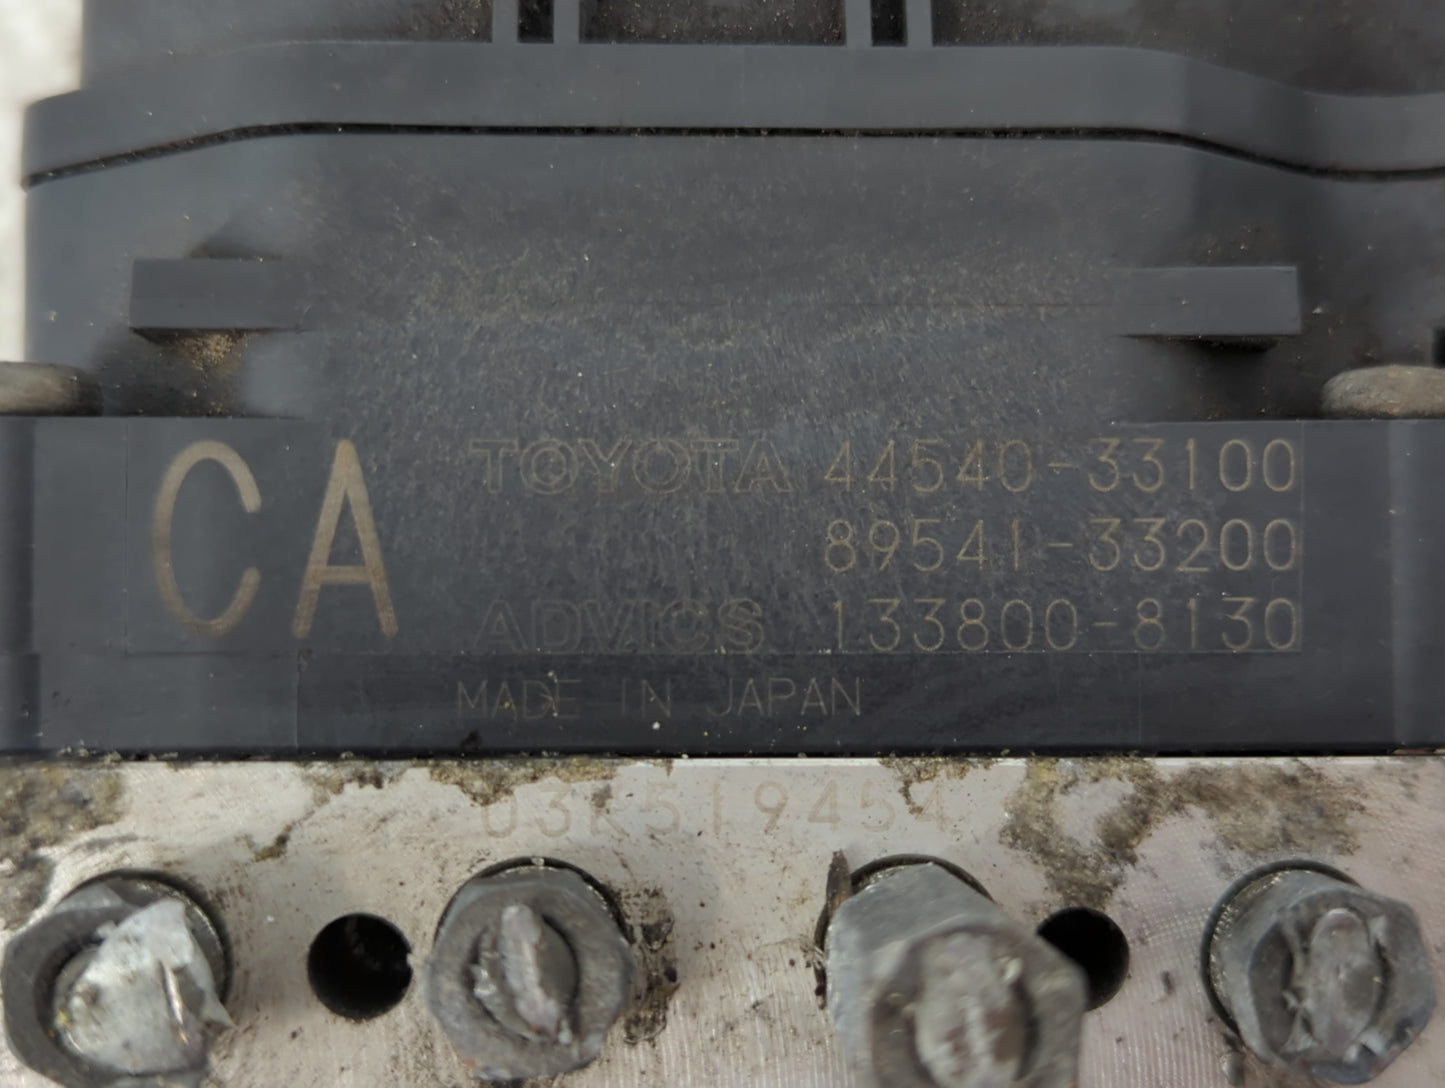 CA
TOYOTA 44540-33100
89541-33200
ADVICS 133800-8130
MADE IN JAPAN
03K519454